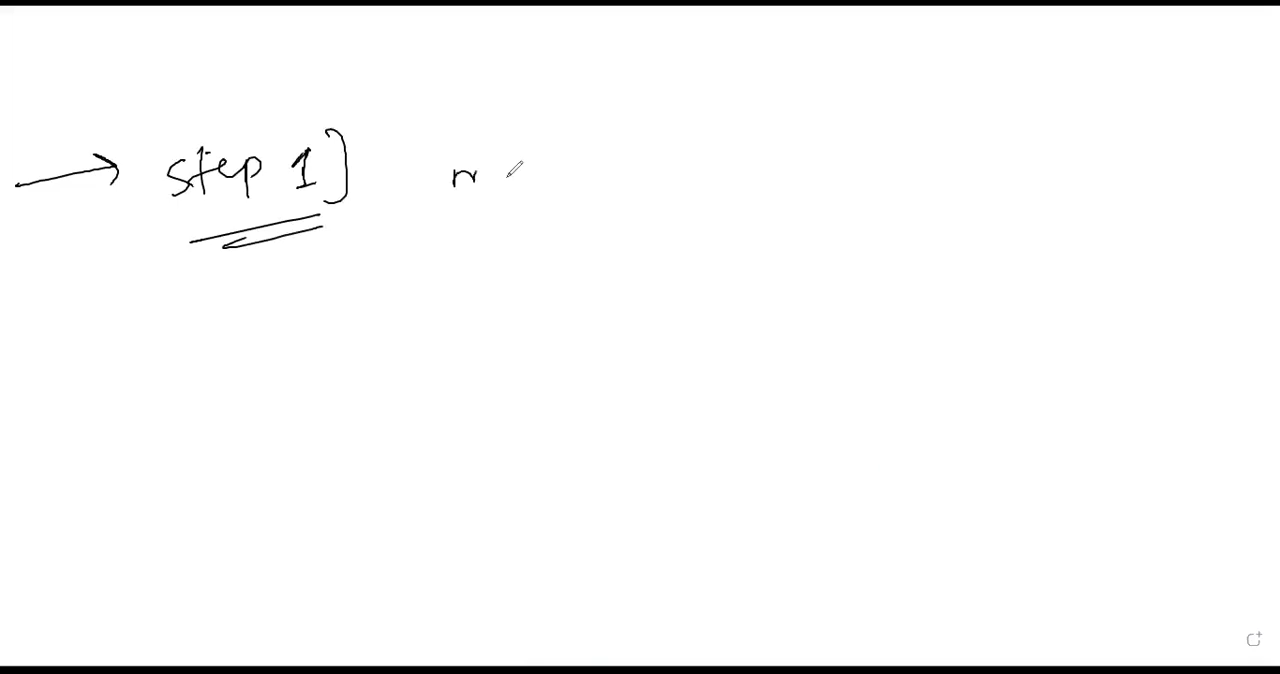 → step 1) n